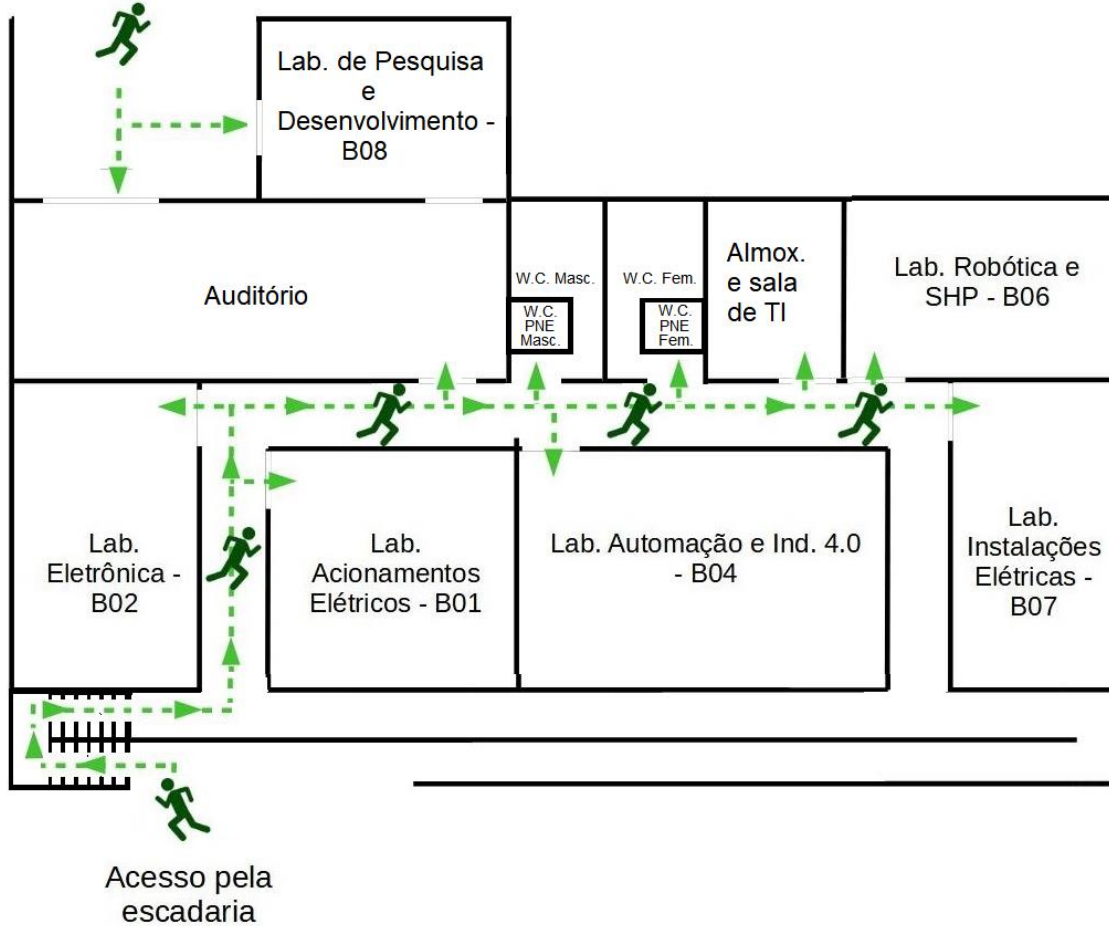 Lab. de Pesquisa
e
Desenvolvimento -
B08
Auditório
W.C. Masc.
W.C.
PNE
Masc.
W.C. Fem.
W.C.
PNE
Fem.
Almox.
e sala
de TI
Lab. Robótica e
SHP - B06
Lab.
Eletrônica -
B02
Lab.
Acionamentos
Elétricos - B01
Lab. Automação e Ind. 4.0
- B04
Lab.
Instalações
Elétricas -
B07
Acesso pela
escadaria